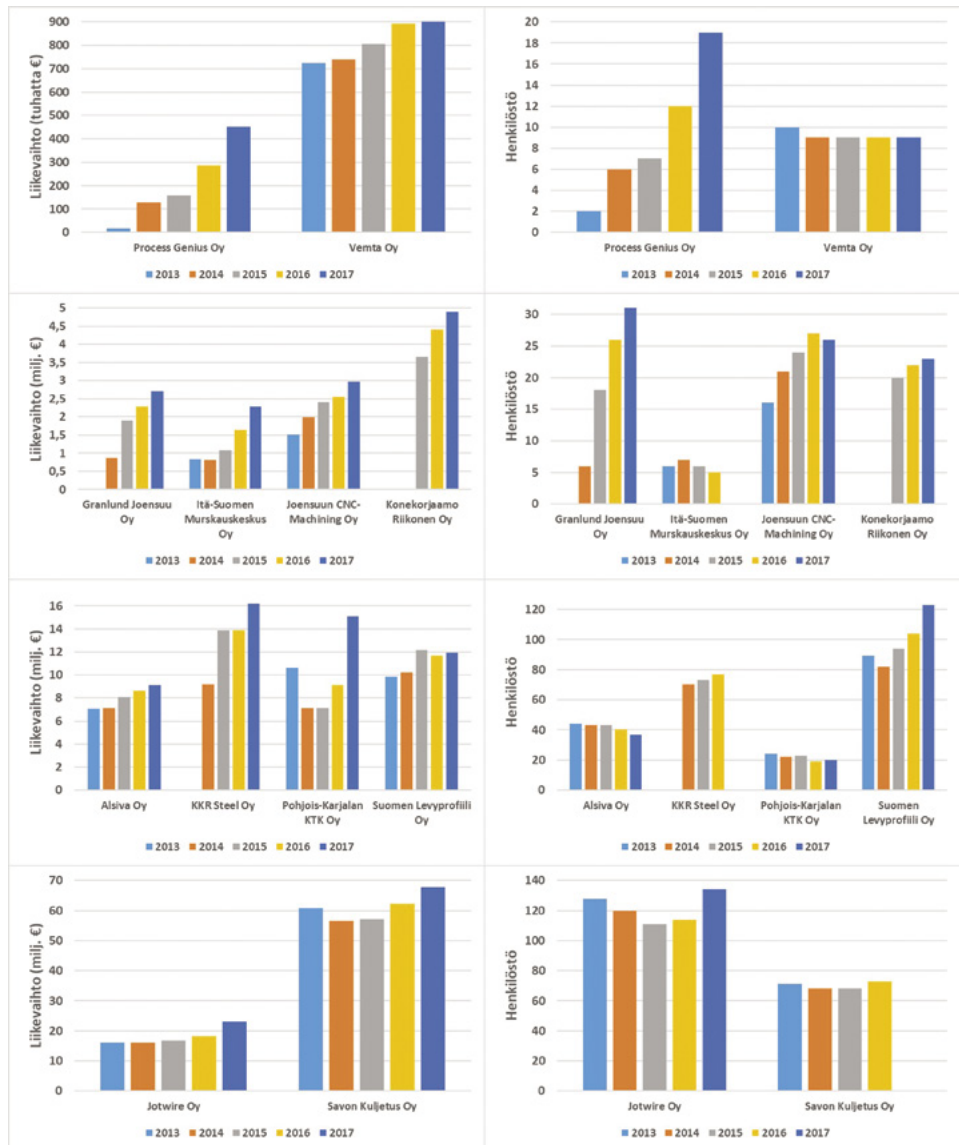 Liikevaihto (tuhatta €)
900
800
700
600
500
400
300
200
100
0
Process Genius Oy
Vemta Oy
2013
2014
2015
2016
2017
Henkilöstö
20
18
16
14
12
10
8
6
4
2
0
Process Genius Oy
Vemta Oy
2013
2014
2015
2016
2017
Liikevaihto (milj. €)
5
4,5
4
3,5
3
2,5
2
1,5
1
0,5
0
Granlund Joensuu
Oy
Itä-Suomen
Murskauskeskus
Oy
Joensuun CNC-
Machining Oy
Konekorjaamo
Riikonen Oy
2013
2014
2015
2016
2017
Henkilöstö
30
25
20
15
10
5
0
Granlund Joensuu
Oy
Itä-Suomen
Murskauskeskus Oy
Joensuun CNC-
Machining Oy
Konekorjaamo
Riikonen Oy
2013
2014
2015
2016
2017
Liikevaihto (milj. €)
16
14
12
10
8
6
4
2
0
Alsiva Oy
KKR Steel Oy
Pohjois-Karjalan
KTK Oy
Suomen Levyprofiili
Oy
2013
2014
2015
2016
2017
Henkilöstö
120
100
80
60
40
20
0
Alsiva Oy
KKR Steel Oy
Pohjois-Karjalan
KTK Oy
Suomen
Levyprofiili Oy
2013
2014
2015
2016
2017
Liikevaihto (milj. €)
70
60
50
40
30
20
10
0
Jotwire Oy
Savon Kuljetus Oy
2013
2014
2015
2016
2017
Henkilöstö
140
120
100
80
60
40
20
0
Jotwire Oy
Savon Kuljetus Oy
2013
2014
2015
2016
2017